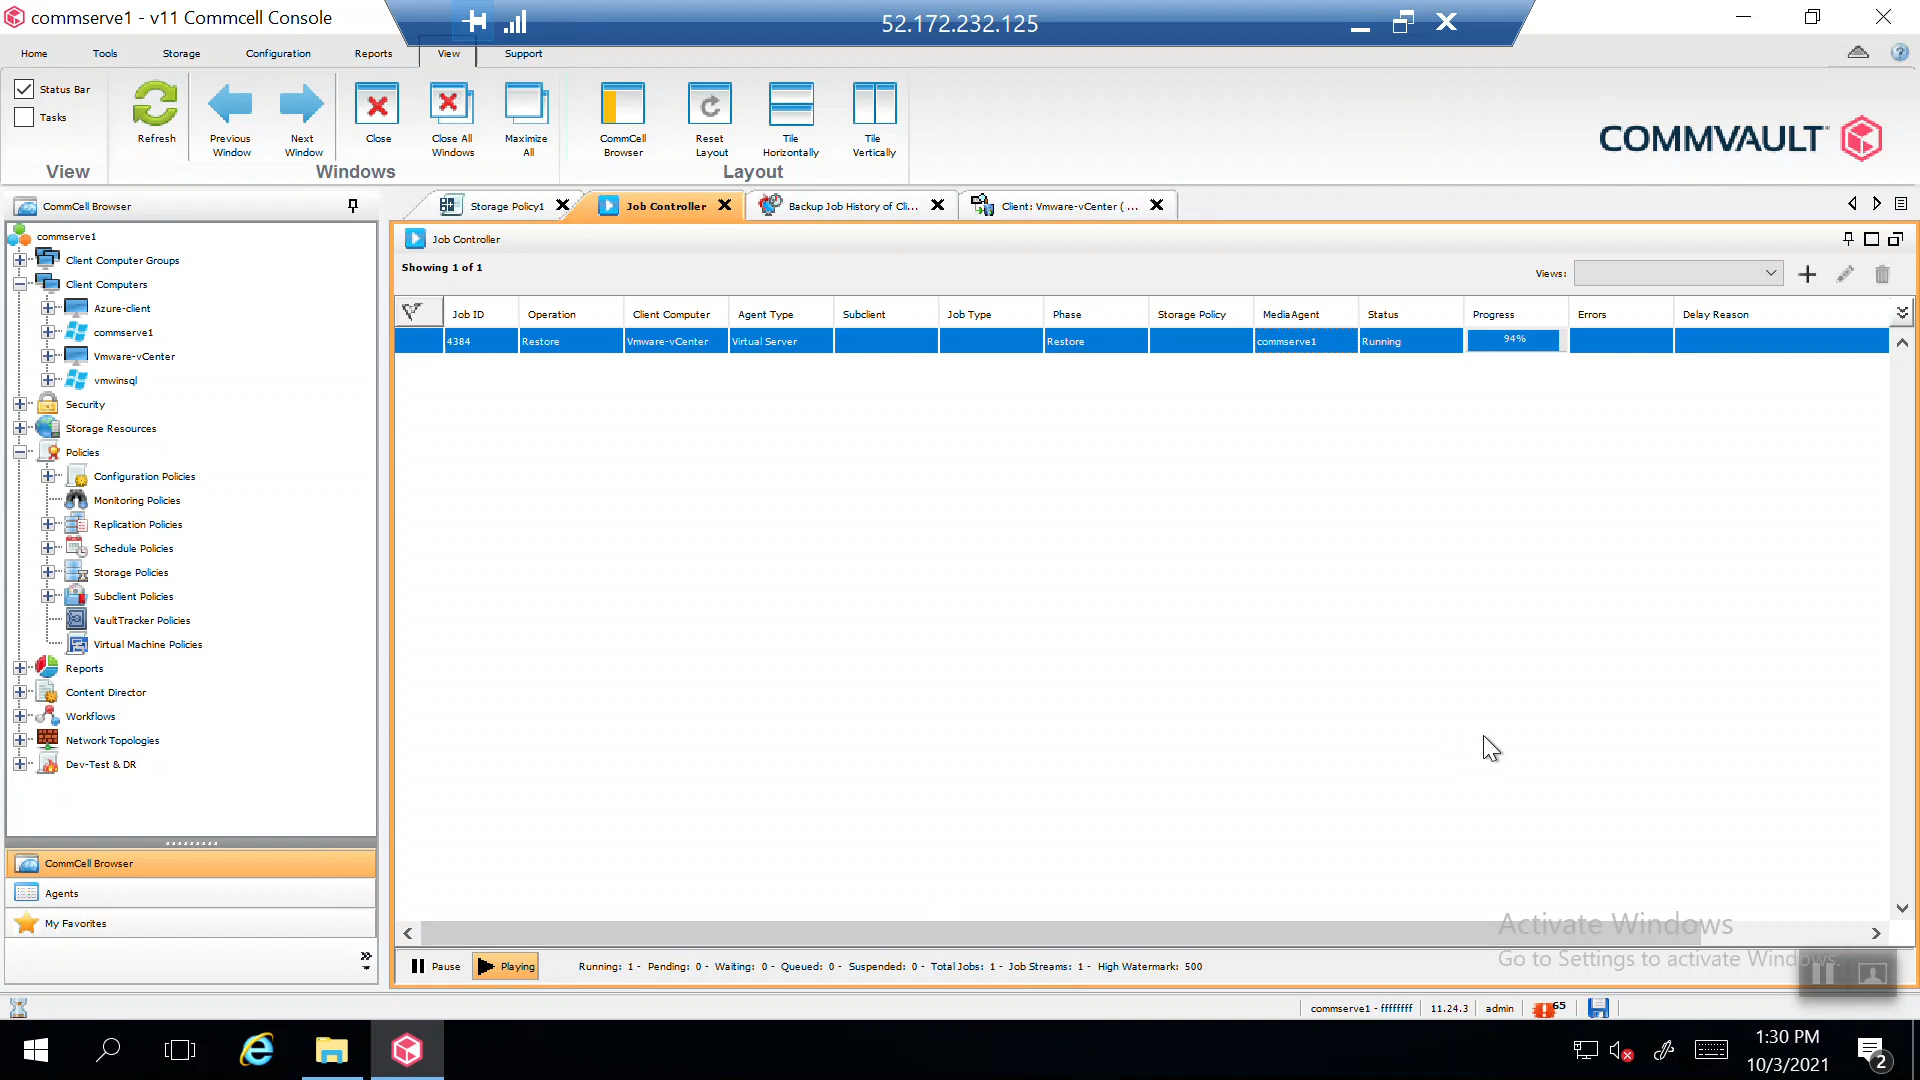 commserve1 - v11 Commcell Console
52.172.232.125
Home
Tools
Storage
Configuration
Reports
View
Support
Status Bar
Tasks
Refresh
Previous Window
Next Window
Close
Close All Windows
Maximize All
CommCell Browser
Reset Layout
Tile Horizontally
Tile Vertically
View
Windows
Layout
COMMVAULT
CommCell Browser
Storage Policy1
Job Controller
Backup Job History of Cli...
Client: Vmware-vCenter ( ...
commserve1
Client Computer Groups
Client Computers
Azure-client
commserve1
Vmware-vCenter
vmwinsql
Security
Storage Resources
Policies
Configuration Policies
Monitoring Policies
Replication Policies
Schedule Policies
Storage Policies
Subclient Policies
VaultTracker Policies
Virtual Machine Policies
Reports
Content Director
Workflows
Network Topologies
Dev-Test & DR
CommCell Browser
Agents
My Favorites
Job Controller
Showing 1 of 1
Views:
Job ID Operation Client Computer Agent Type Subclient Job Type Phase Storage Policy MediaAgent Status Progress Errors Delay Reason
4384 Restore Vmware-vCenter Virtual Server Restore commserve1 Running 94%
Activate Windows
Go to Settings to activate Windows.
Pause Playing Running: 1 - Pending: 0 - Waiting: 0 - Queued: 0 - Suspended: 0 - Total Jobs: 1 - Job Streams: 1 - High Watermark: 500
commserve1 - ffffffff 11.24.3 admin 65
1:30 PM
10/3/2021
2